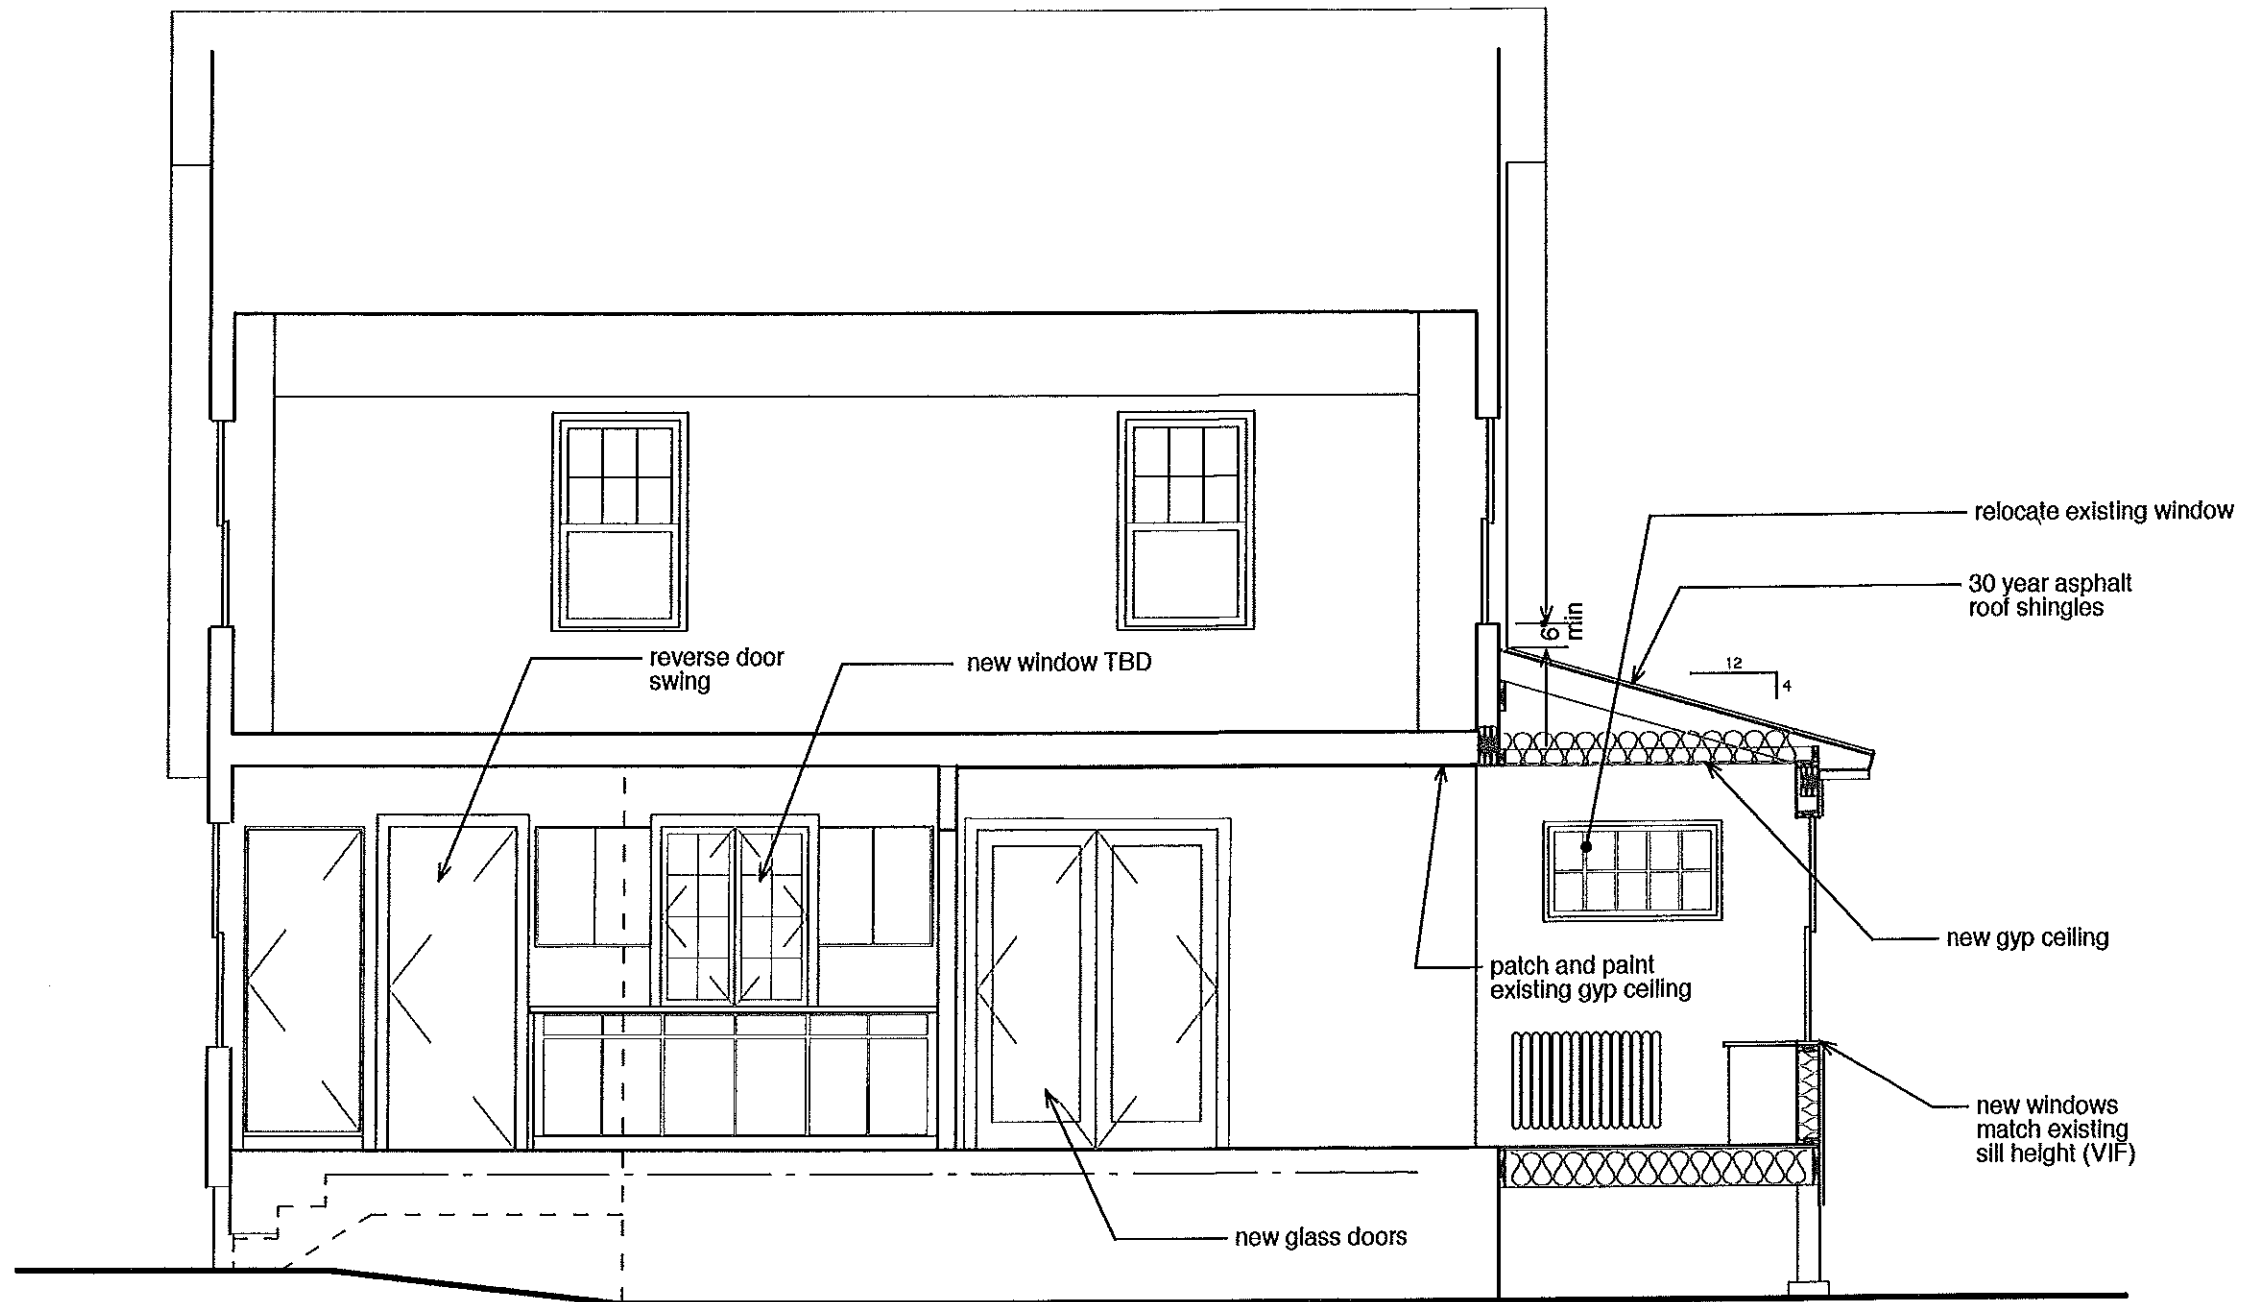 relocate existing window
30 year asphalt
roof shingles
6"
min
12
4
reverse door
swing
new window TBD
new gyp ceiling
patch and paint
existing gyp ceiling
new windows
match existing
sill height (VIF)
new glass doors